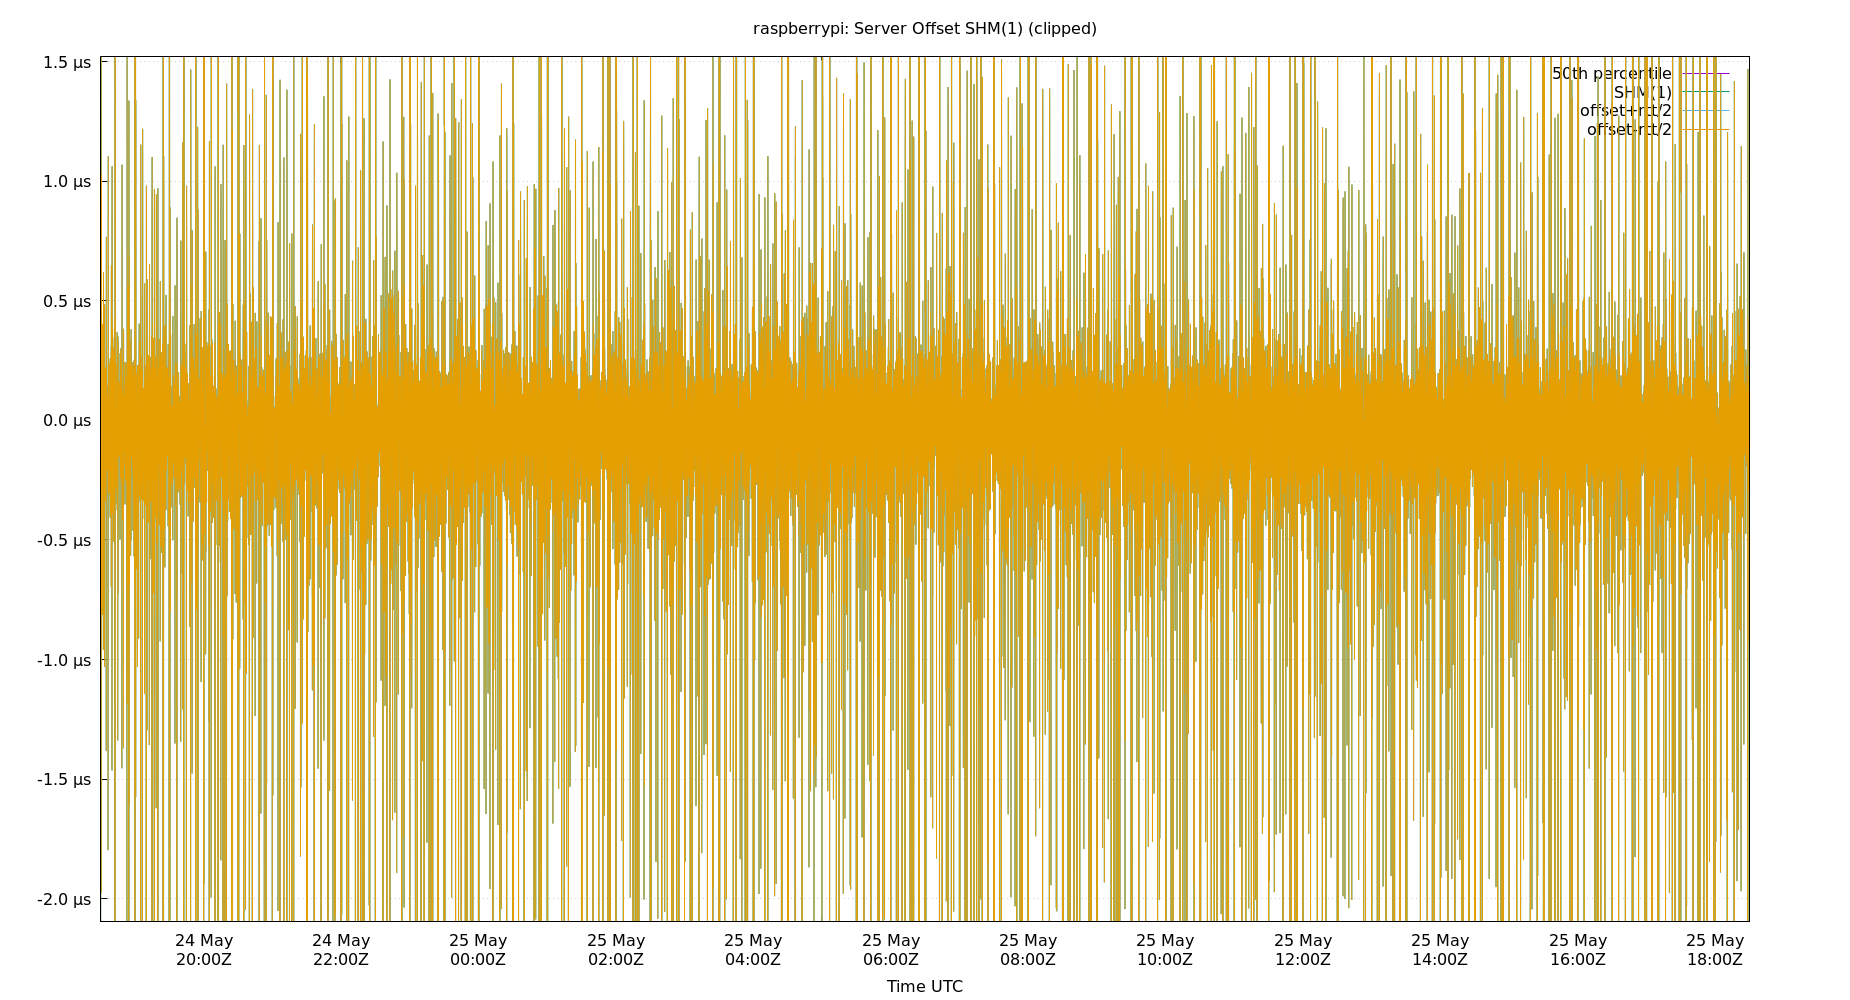 raspberrypi: Server Offset SHM(1) (clipped)
1.5 µs
1.0 µs
0.5 µs
0.0 µs
-0.5 µs
-1.0 µs
-1.5 µs
-2.0 µs
50th percentile
SHM(1)
offset+rtt/2
offset-rtt/2
24 May 24 May 25 May 25 May 25 May 25 May 25 May 25 May 25 May 25 May 25 May 25 May
20:00Z 22:00Z 00:00Z 02:00Z 04:00Z 06:00Z 08:00Z 10:00Z 12:00Z 14:00Z 16:00Z 18:00Z
Time UTC